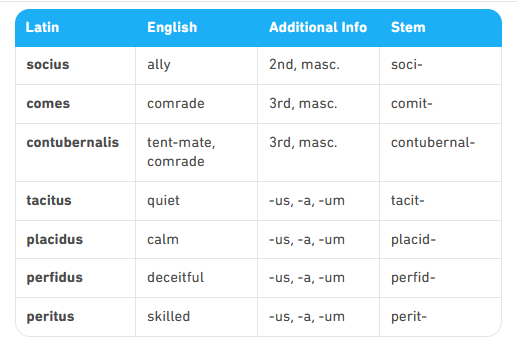 Latin English Additional Info Stem
socius ally 2nd, masc. soci-
comes comrade 3rd, masc. comit-
contubernalis tent-mate, 3rd, masc. contubernal-
comrade
tacitus quiet -us, -a, -um tacit-
placidus calm -us, -a, -um placid-
perfidus deceitful -us, -a, -um perfid-
peritus skilled -us, -a, -um perit-